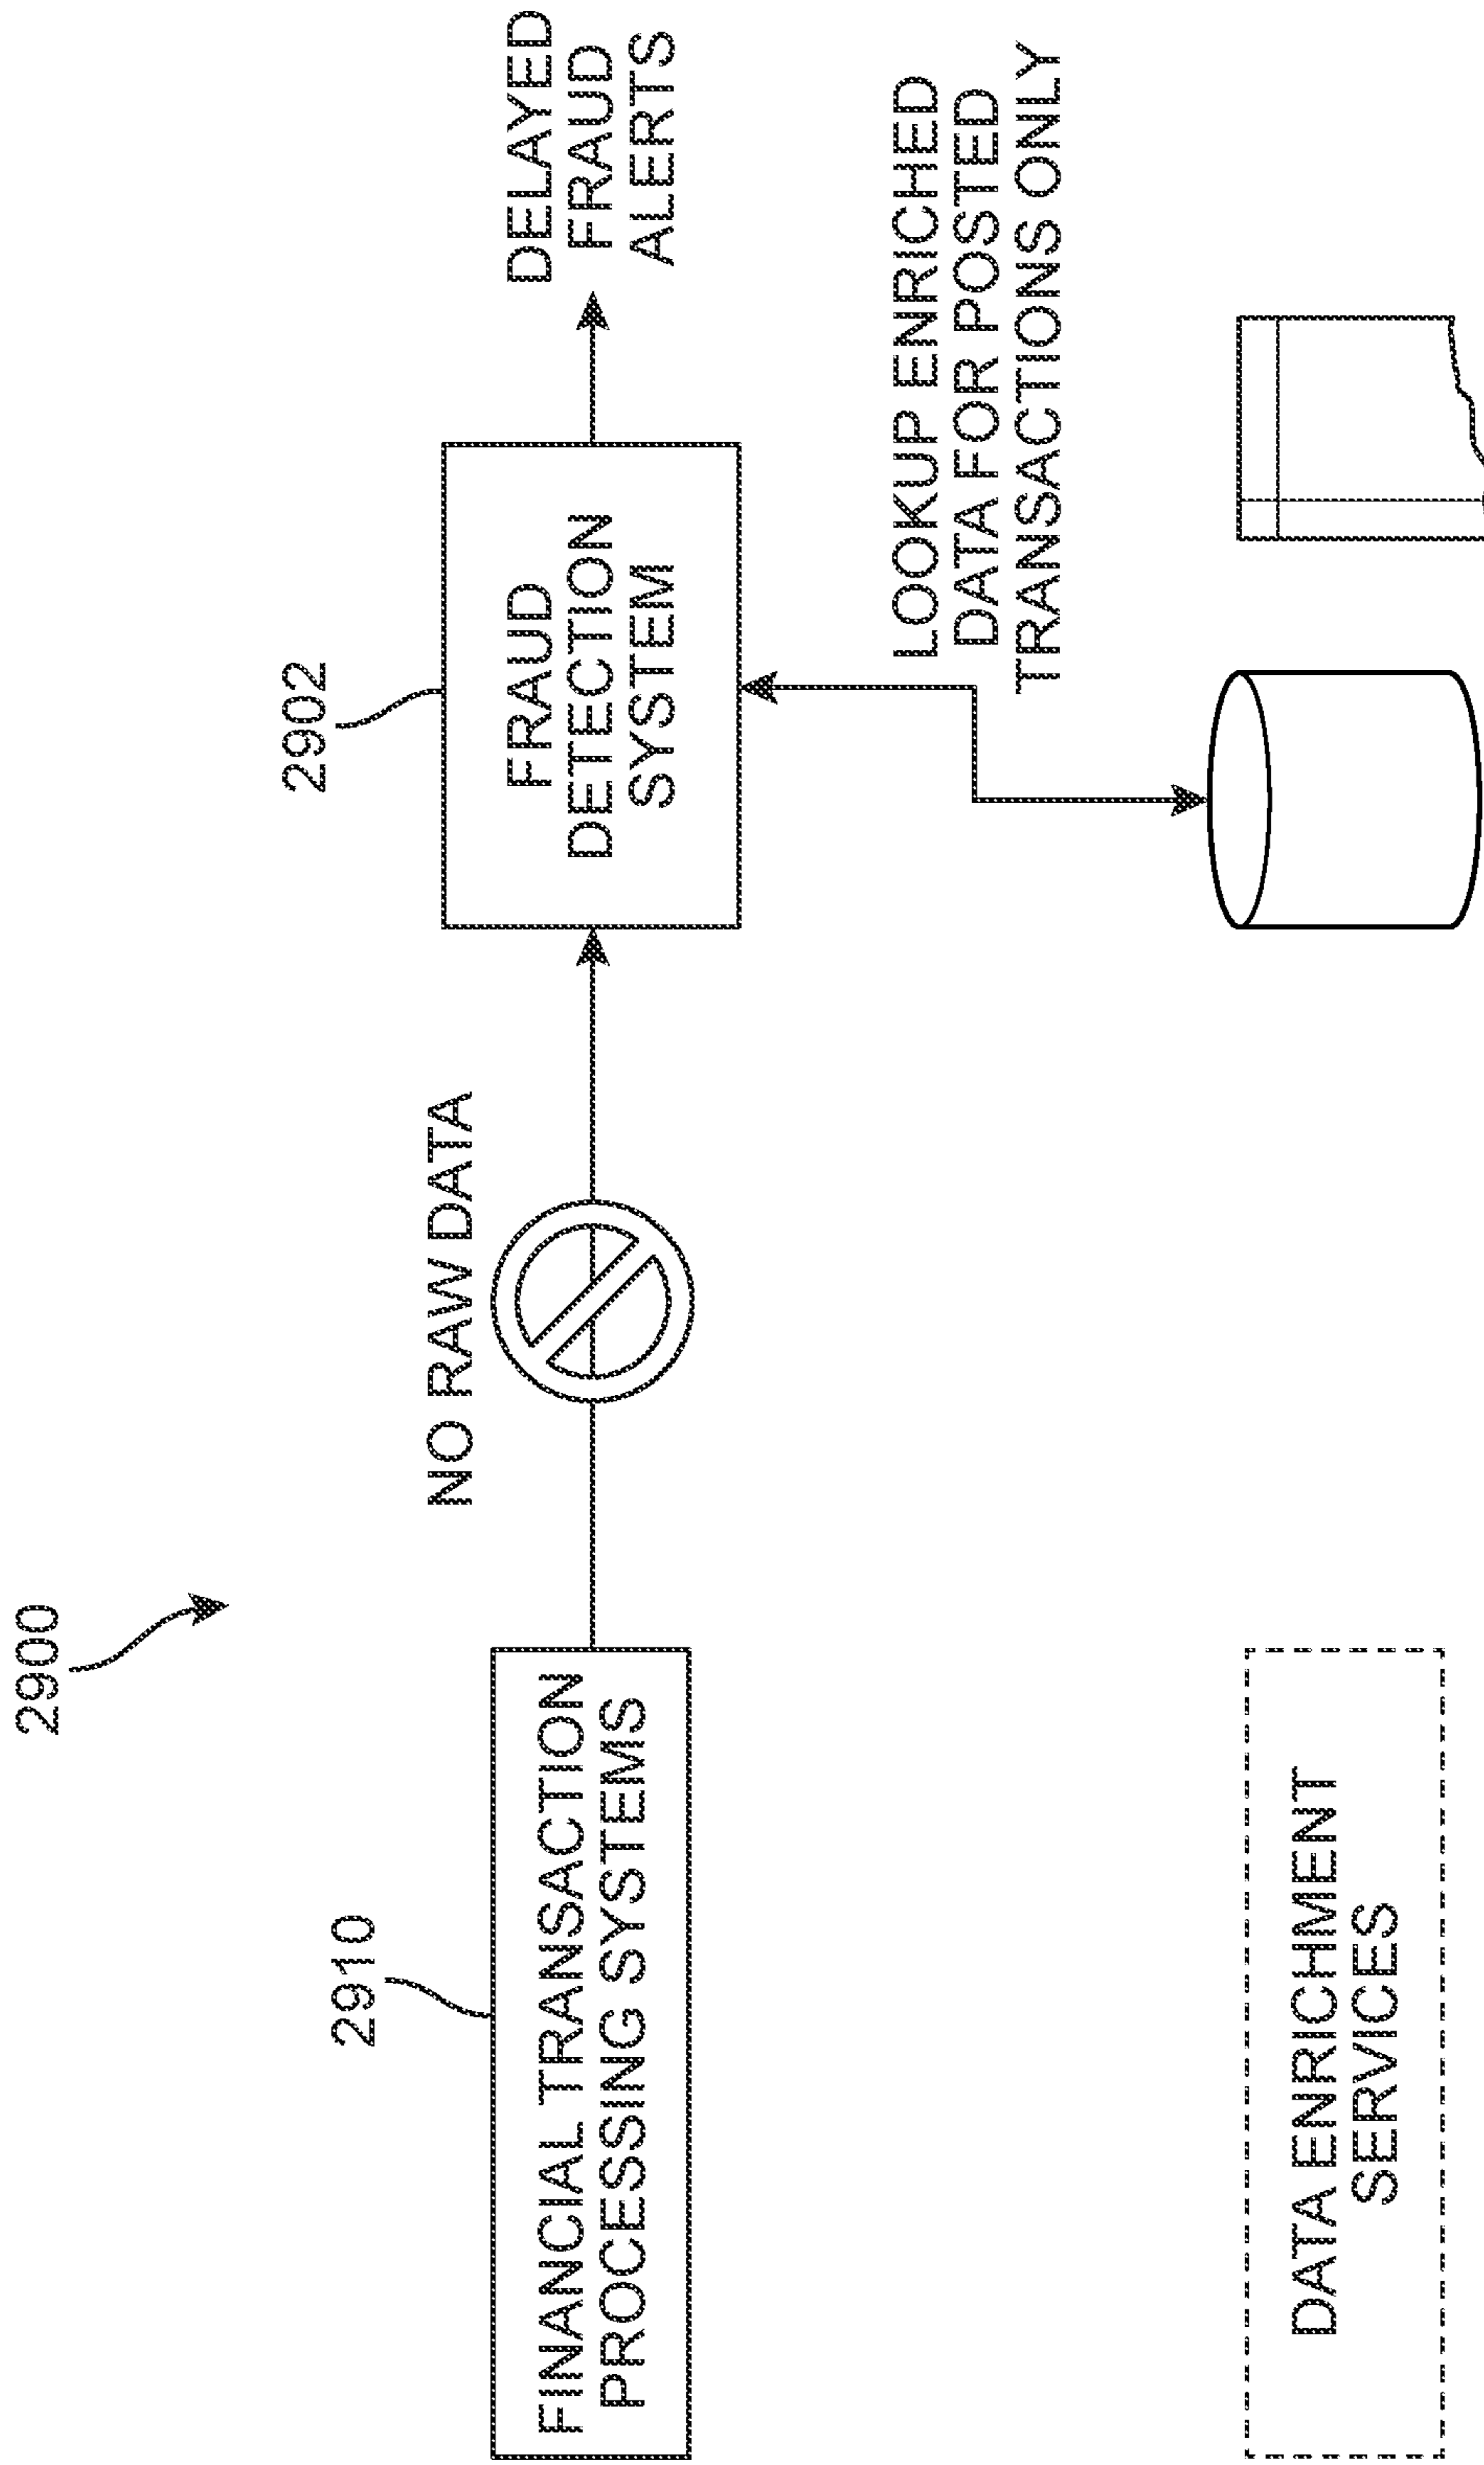 2900
2910
FINANCIAL TRANSACTION
PROCESSING SYSTEMS
NO RAW DATA
2902
FRAUD
DETECTION
SYSTEM
DELAYED
FRAUD
ALERTS
LOOKUP ENRICHED
DATA FOR POSTED
TRANSACTIONS ONLY
DATA ENRICHMENT
SERVICES